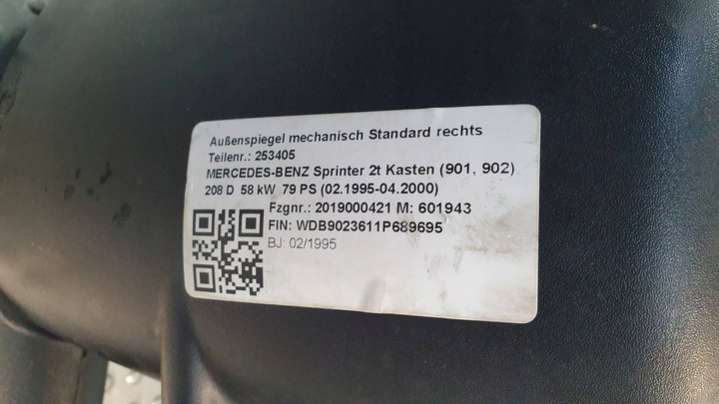 Außenspiegel mechanisch Standard rechts
Teilenr.: 253405
MERCEDES-BENZ Sprinter 2t Kasten (901, 902)
208 D 58 kW 79 PS (02.1995-04.2000)
Fzgnr.: 2019000421 M: 601943
FIN: WDB9023611P689695
BJ: 02/1995